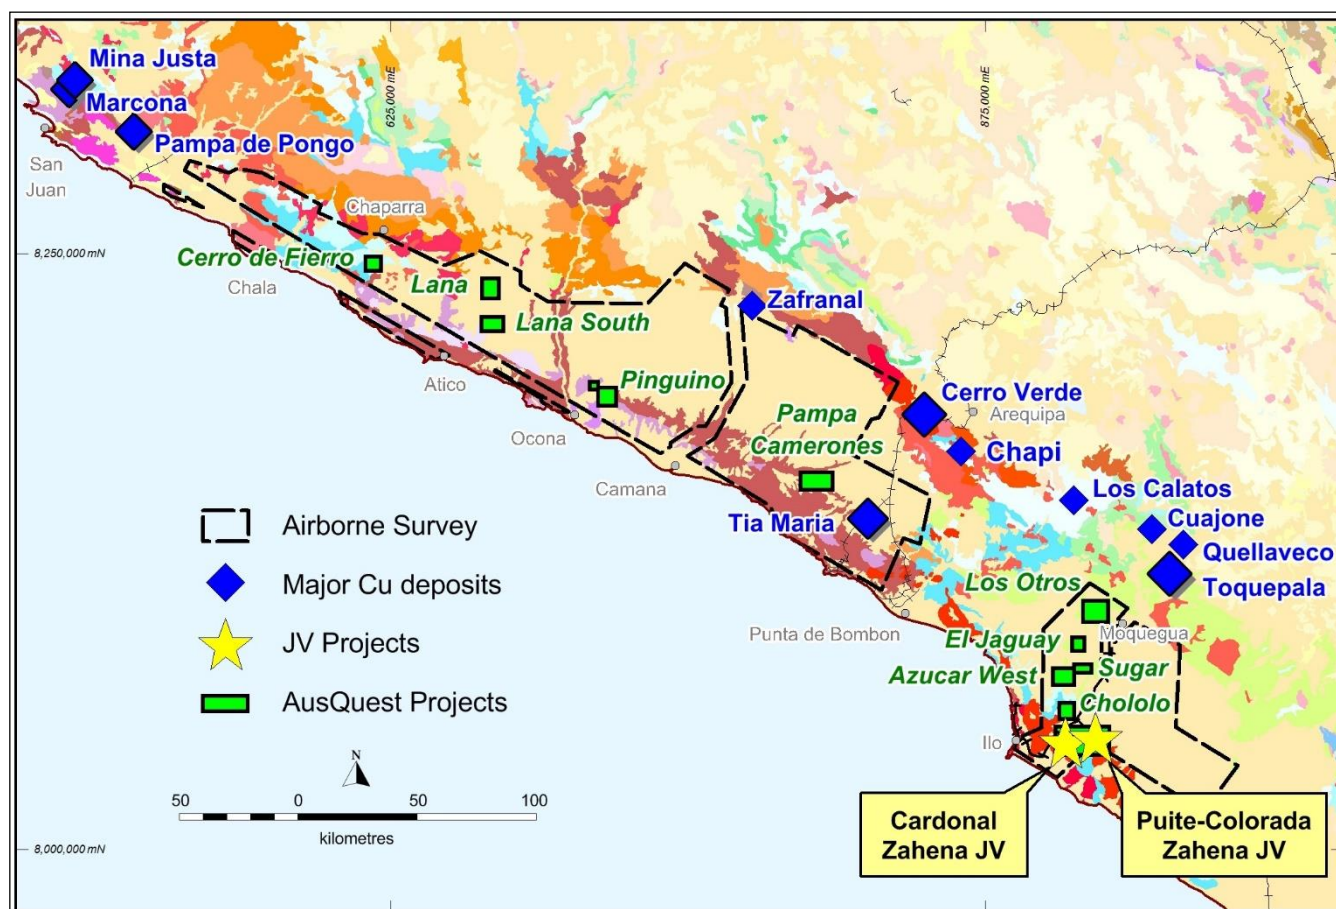 Mina Justa
Marcona
Pampa de Pongo
San
Juan
625,000 mE
875,000 mE
Chaparra
8,250,000 mN
Cerro de Fierro
Chala
Lana
Lana South
Zafranal
Atico
Pinguino
Ocona
Pampa
Camerones
Cerro Verde
Arequipa
Chapi
Camana
Los Calatos
Tia Maria
Cuajone
Quellaveco
Toquepala
Los Otros
Punta de Bombon
Moquegua
El Jaguay
Sugar
Azucar West
Chololo
Ilo
Airborne Survey
Major Cu deposits
JV Projects
AusQuest Projects
N
50 0 50 100
kilometres
Cardonal
Zahena JV
Puite-Colorada
Zahena JV
8,000,000 mN